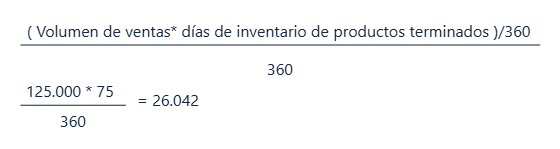 ( Volumen de ventas* días de inventario de productos terminados )/360
360
125.000 * 75
= 26.042
360